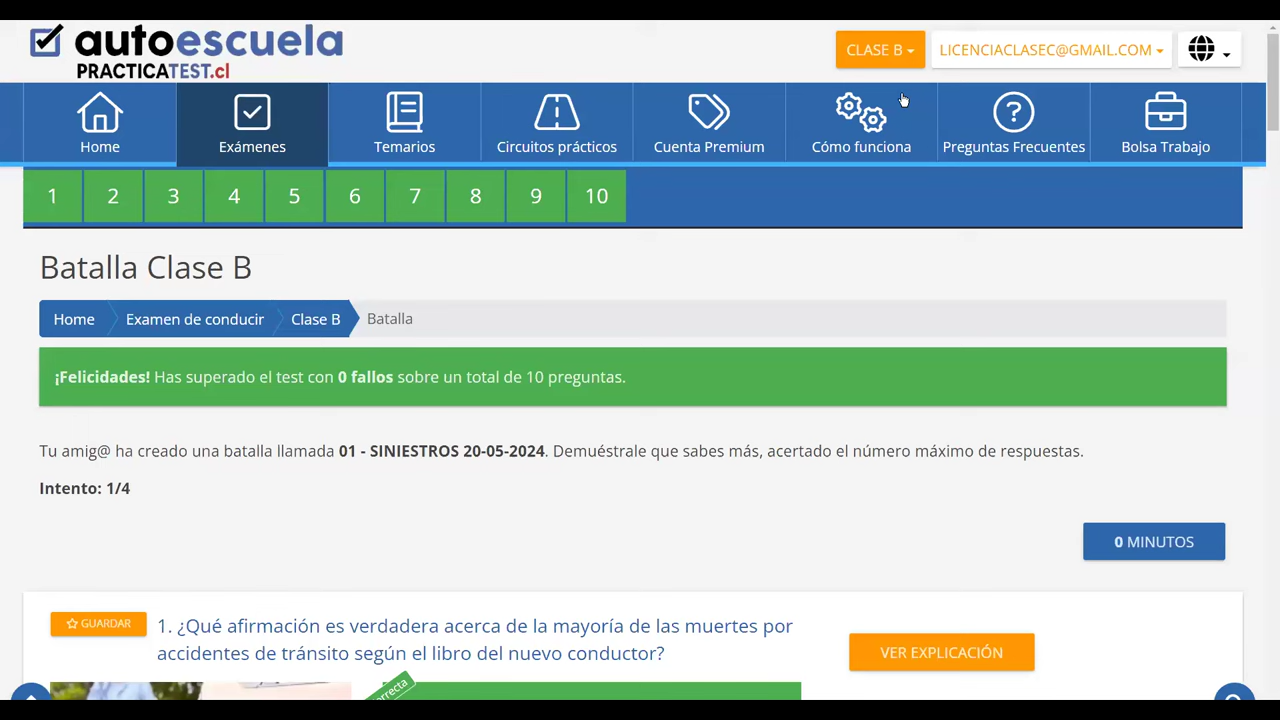 autoescuela
PRACTICATEST.cl
CLASE B
LICENCIACLASEC@GMAIL.COM
Home
Exámenes
Temarios
Circuitos prácticos
Cuenta Premium
Cómo funciona
Preguntas Frecuentes
Bolsa Trabajo
1 2 3 4 5 6 7 8 9 10
Batalla Clase B
Home Examen de conducir Clase B Batalla
¡Felicidades! Has superado el test con 0 fallos sobre un total de 10 preguntas.
Tu amig@ ha creado una batalla llamada 01 - SINIESTROS 20-05-2024. Demuéstrale que sabes más, acertado el número máximo de respuestas.
Intento: 1/4
0 MINUTOS
GUARDAR
1. ¿Qué afirmación es verdadera acerca de la mayoría de las muertes por
accidentes de tránsito según el libro del nuevo conductor?
VER EXPLICACIÓN